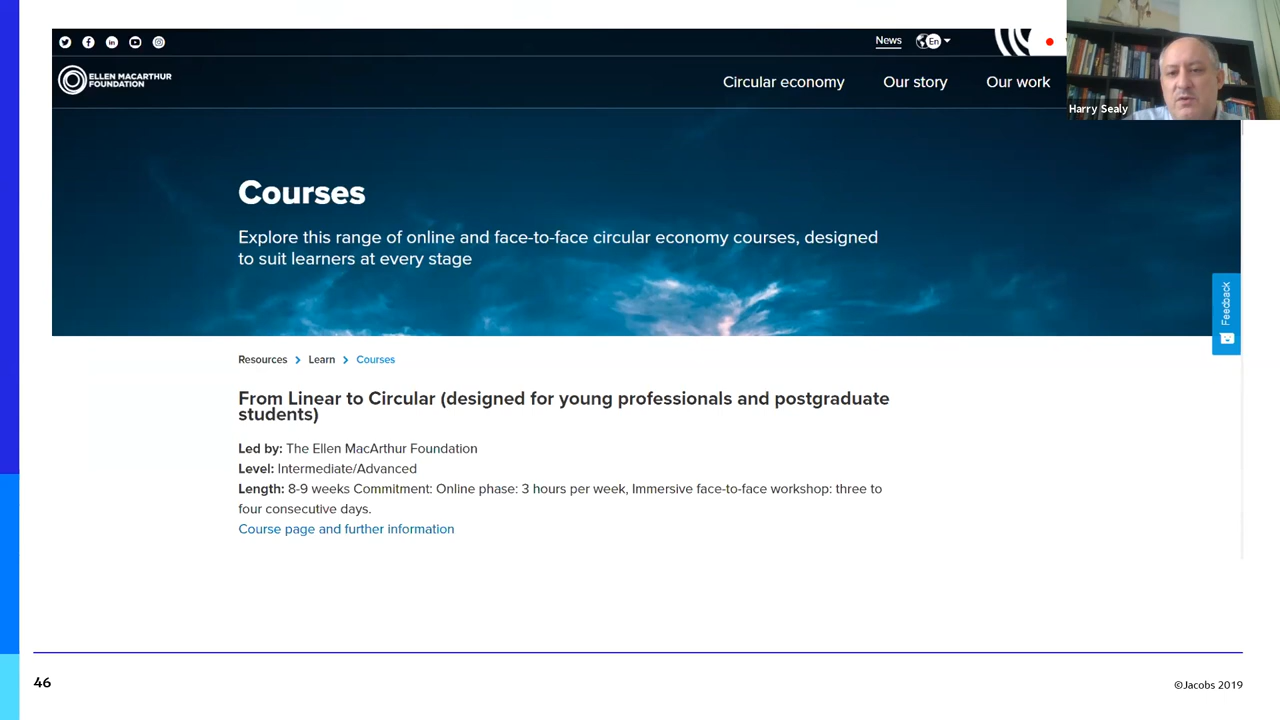 News
En
ELLEN MACARTHUR
FOUNDATION
Circular economy
Our story
Our work
Harry Sealy
Courses
Explore this range of online and face-to-face circular economy courses, designed
to suit learners at every stage
Feedback
Resources > Learn > Courses
From Linear to Circular (designed for young professionals and postgraduate
students)
Led by: The Ellen MacArthur Foundation
Level: Intermediate/Advanced
Length: 8-9 weeks Commitment: Online phase: 3 hours per week, Immersive face-to-face workshop: three to
four consecutive days.
Course page and further information
46
©Jacobs 2019